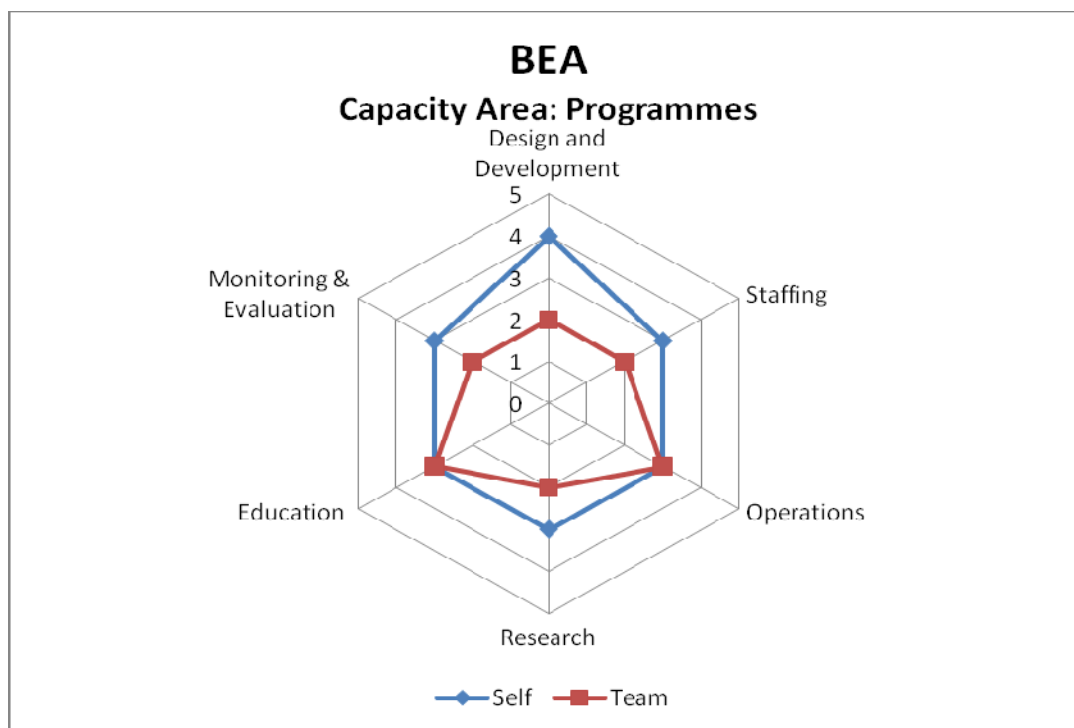 BEA
Capacity Area: Programmes
Design and
Development
5
4
3
2
1
0
Monitoring &
Evaluation
Staffing
Education
Operations
Research
Self
Team